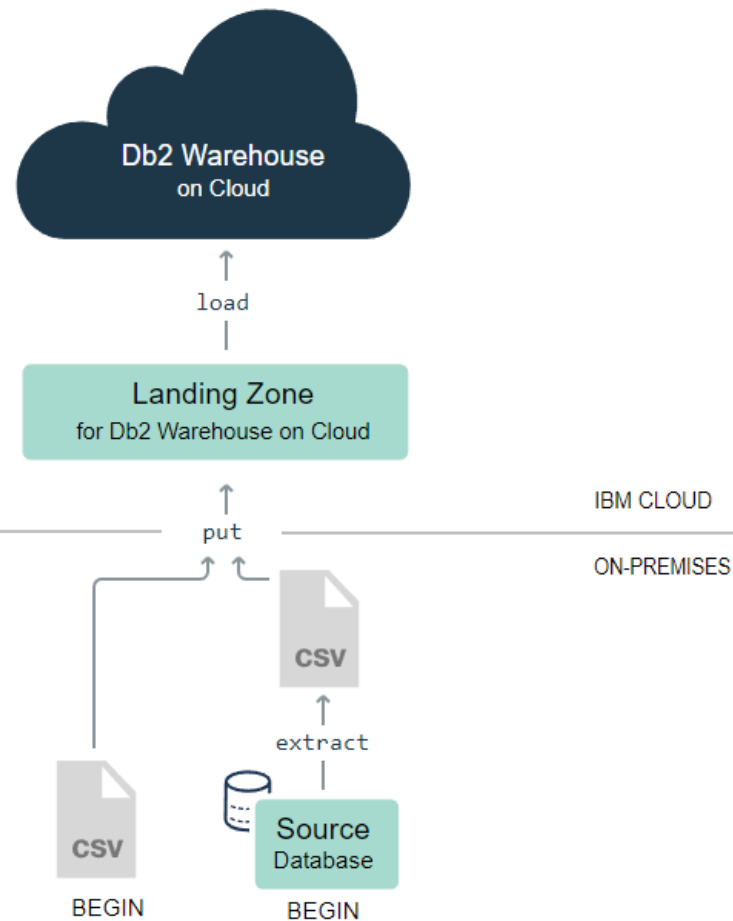 Db2 Warehouse
on Cloud
load
Landing Zone
for Db2 Warehouse on Cloud
IBM CLOUD
put
ON-PREMISES
CSV
extract
CSV
Source
Database
BEGIN
BEGIN